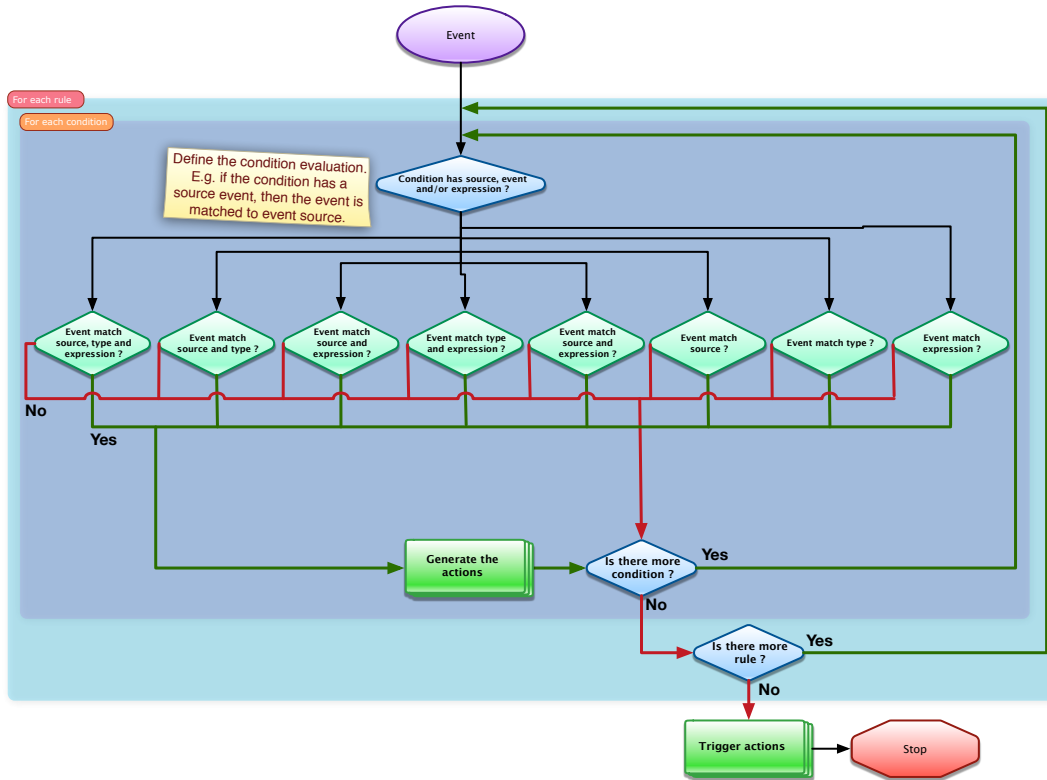 Event
For each rule
For each condition
Define the condition evaluation.
E.g. if the condition has a
source event, then the event is
matched to event source.
Condition has source, event
and/or expression ?
Event match
source, type and
expression ?
Event match
source and type ?
Event match
source and
expression ?
Event match type
and expression ?
Event match
source and
expression ?
Event match
source ?
Event match type ?
Event match
expression ?
No
Yes
Generate the
actions
Is there more
condition ?
Yes
No
Is there more
rule ?
Yes
No
Trigger actions
Stop